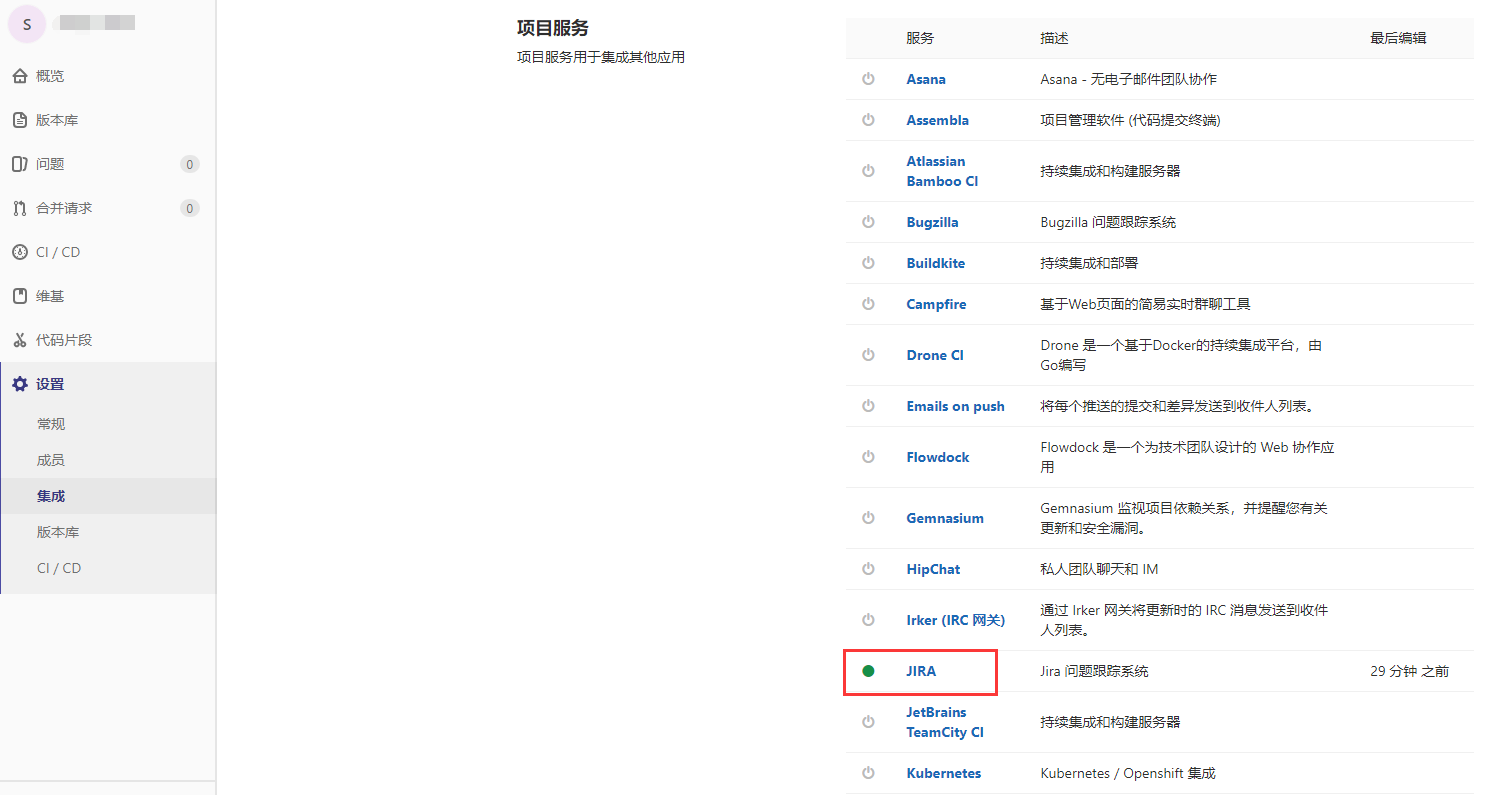 S
概览
版本库
问题 0
合并请求 0
CI / CD
维基
代码片段
设置
常规
成员
集成
版本库
CI / CD
项目服务
项目服务用于集成其他应用
服务 描述 最后编辑
Asana Asana - 无电子邮件团队协作
Assembla 项目管理软件 (代码提交终端)
Atlassian
Bamboo CI 持续集成和构建服务器
Bugzilla Bugzilla 问题跟踪系统
Buildkite 持续集成和部署
Campfire 基于Web页面的简易实时群聊工具
Drone CI Drone 是一个基于Docker的持续集成平台，由
Go编写
Emails on push 将每个推送的提交和差异发送到收件人列表。
Flowdock Flowdock 是一个为技术团队设计的 Web 协作应
用
Gemnasium Gemnasium 监视项目依赖关系，并提醒您有关
更新和安全漏洞。
HipChat 私人团队聊天和 IM
Irker (IRC 网关) 通过 Irker 网关将更新时的 IRC 消息发送到收件
人列表。
JIRA Jira 问题跟踪系统 29 分钟 之前
JetBrains
TeamCity CI 持续集成和构建服务器
Kubernetes Kubernetes / Openshift 集成